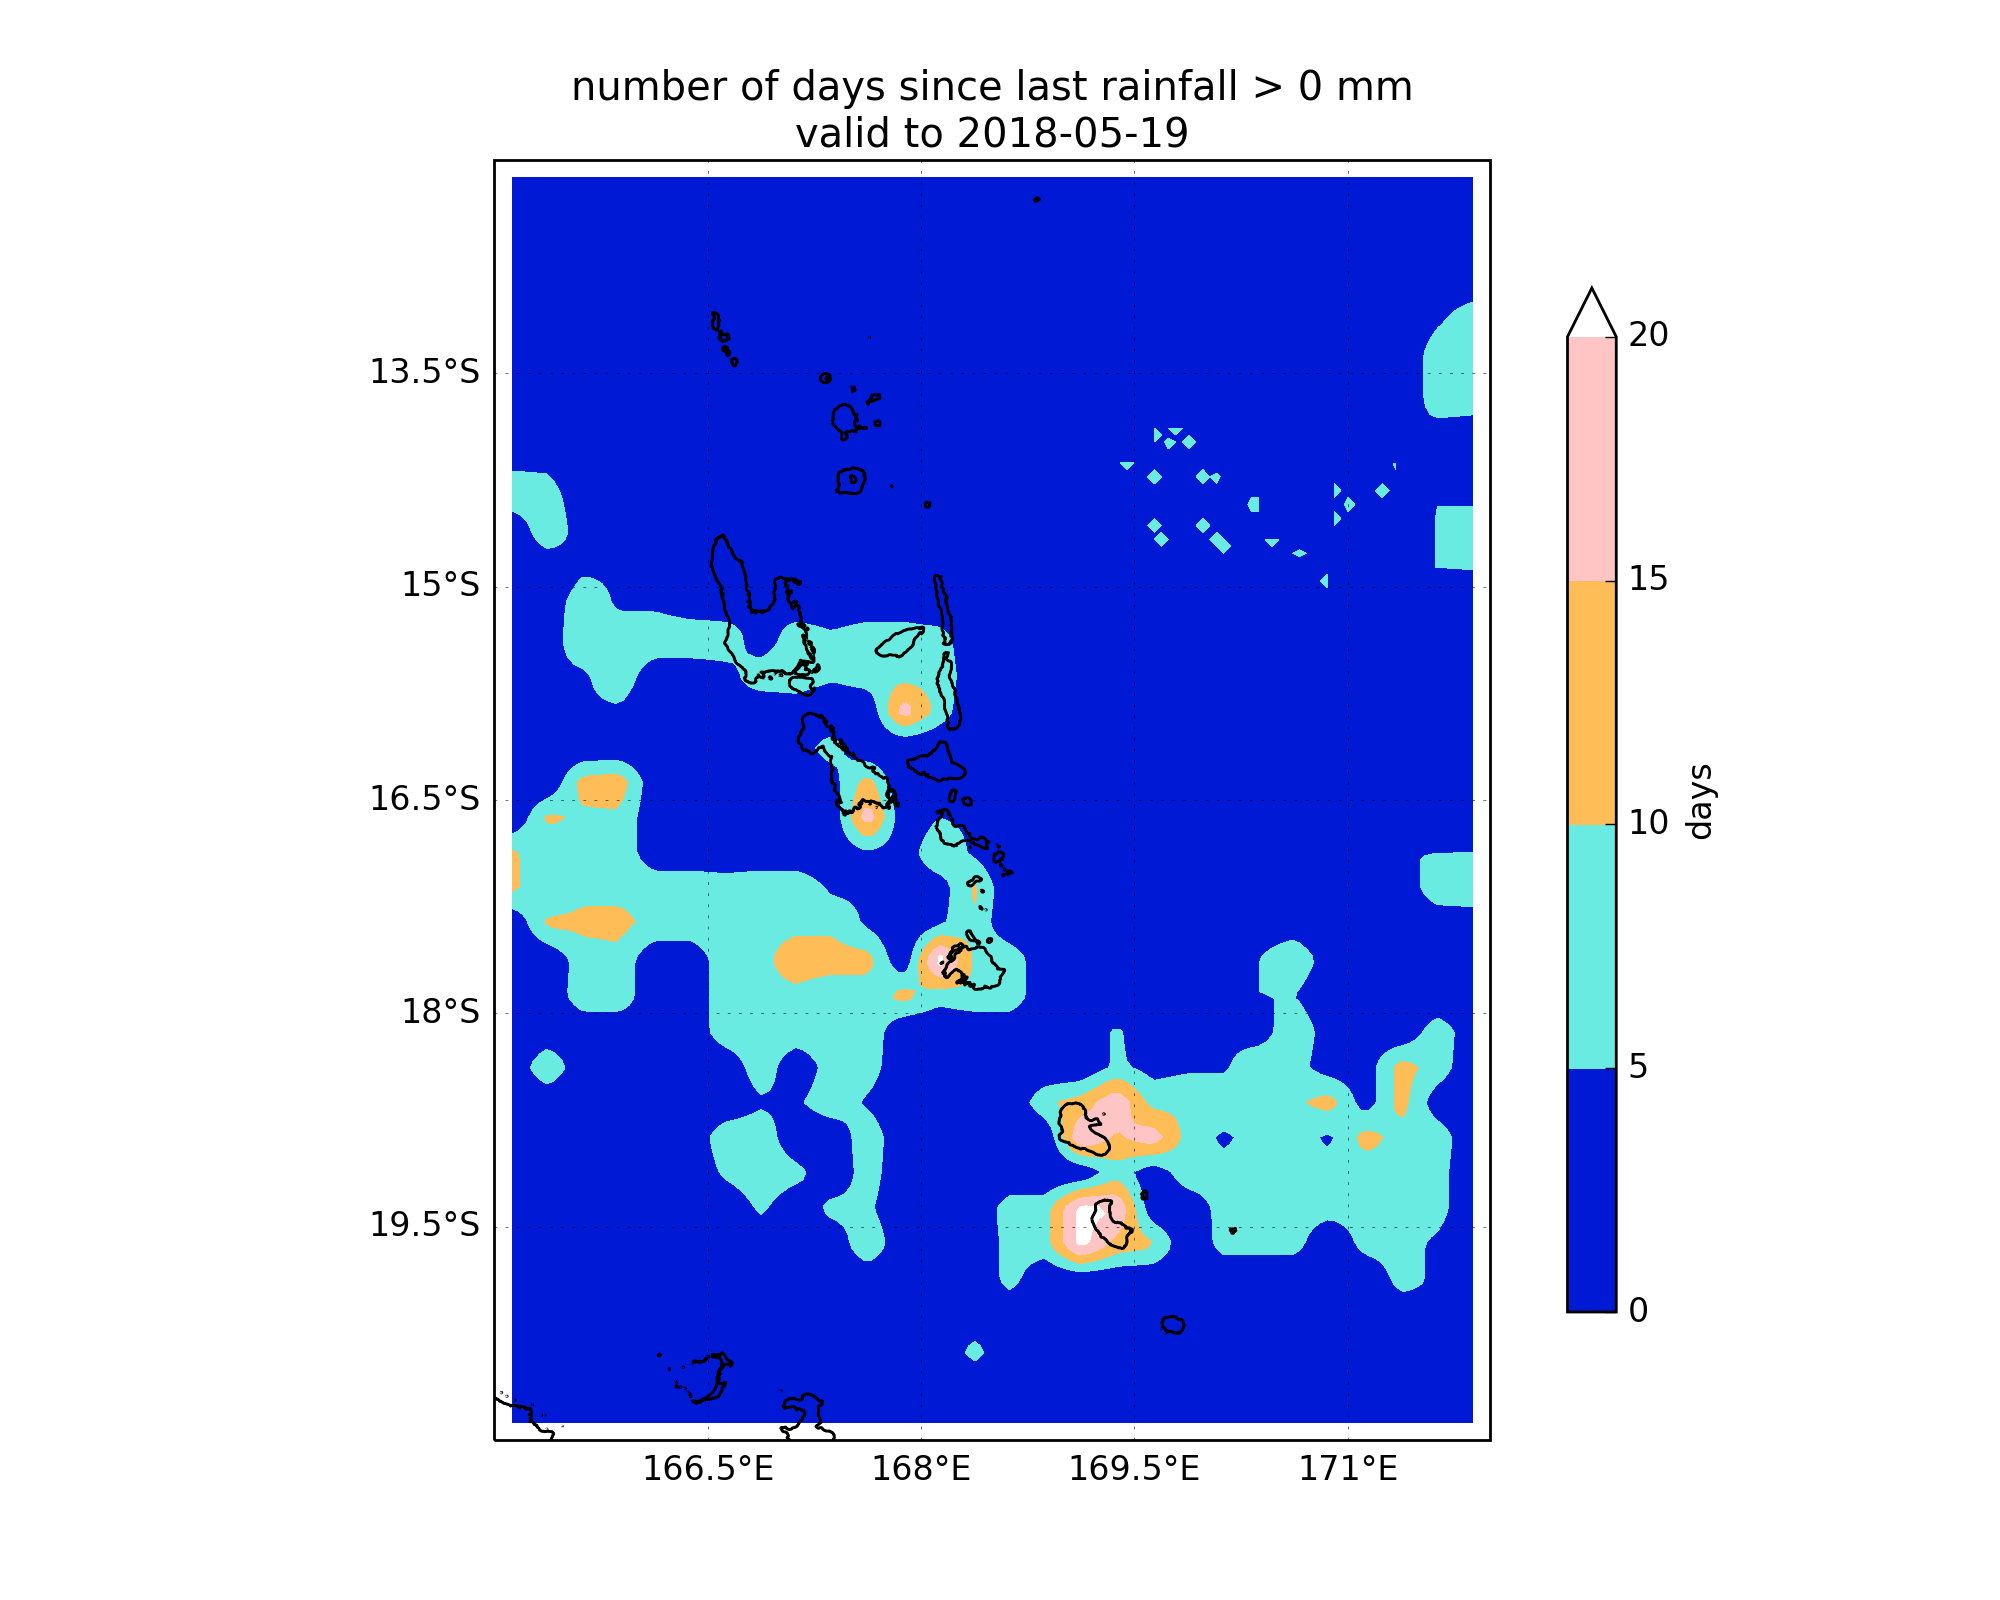 number of days since last rainfall > 0 mm
valid to 2018-05-19
13.5°S
15°S
16.5°S
18°S
19.5°S
166.5°E
168°E
169.5°E
171°E
20
15
10
5
0
days